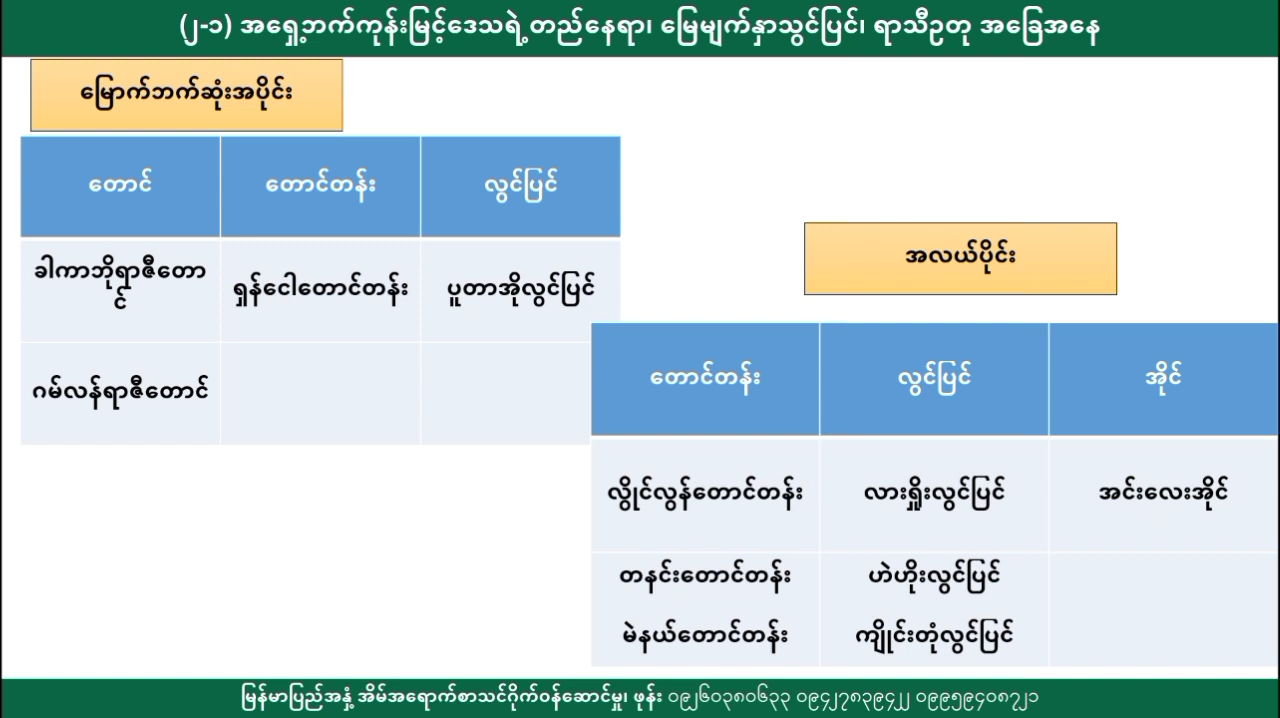 (၂-၁) အရှေ့ဘက်ကုန်းမြင့်ဒေသရဲ့တည်နေရာ၊ မြေမျက်နှာသွင်ပြင်၊ ရာသီဥတု အခြေအနေ
မြောက်ဘက်ဆုံးအပိုင်း
တောင် တောင်တန်း လွင်ပြင်
ခါကာဘိုရာဇီတော
င်
ရှန်ငေါတောင်တန်း ပူတာအိုလွင်ပြင်
ဂမ်လန်ရာဇီတောင်
အလယ်ပိုင်း
တောင်တန်း လွင်ပြင် အိုင်
လွိုင်လွန်တောင်တန်း လားရှိုးလွင်ပြင် အင်းလေးအိုင်
တနင်းတောင်တန်း ဟဲဟိုးလွင်ပြင်
မဲနယ်တောင်တန်း ကျိုင်းတုံလွင်ပြင်
မြန်မာပြည်အနှံ့ အိမ်အရောက်စာသင်ဂိုက်ဝန်ဆောင်မှု၊ ဖုန်း ၀၉၂၆၀၃၈၀၆၃၃ ၀၉၄၂၇၈၃၉၄၂၂ ၀၉၉၅၉၄၀၈၇၂၁